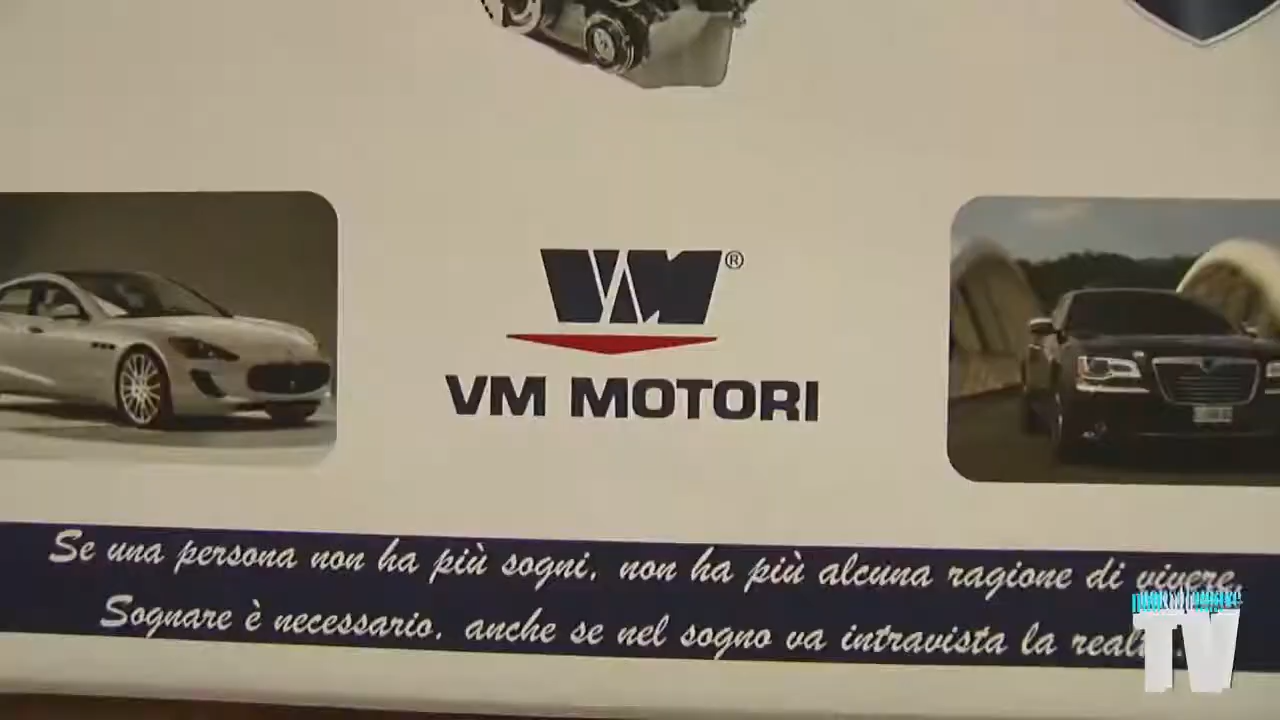 VM®
VM MOTORI
Se una persona non ha più sogni, non ha più alcuna ragione di vivere.
Sognare è necessario, anche se nel sogno va intravista la
TV